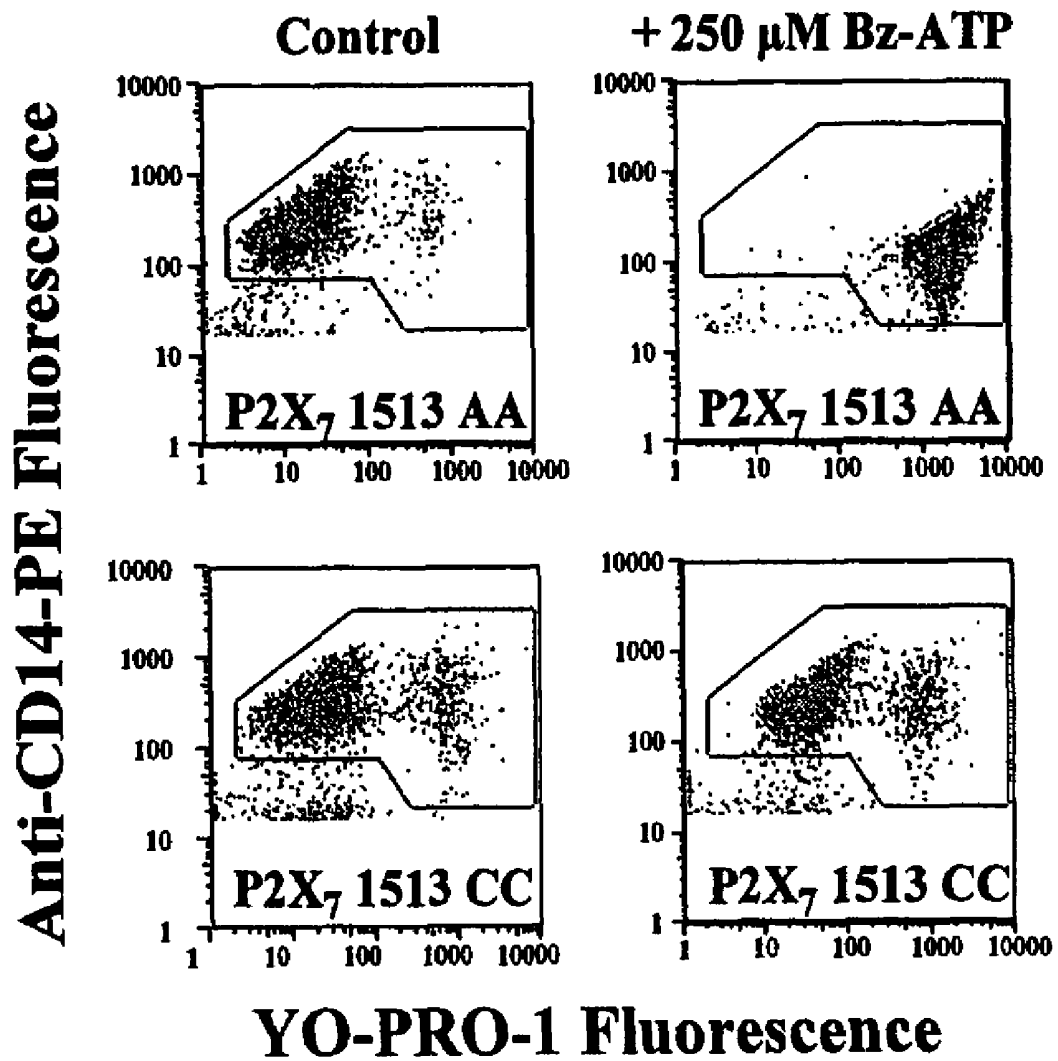 Control
+ 250 µM Bz-ATP
Anti-CD14-PE Fluorescence
10000
1000
100
10
1
P2X₇ 1513 AA
1 10 100 1000 10000
10000
1000
100
10
1
P2X₇ 1513 AA
1 10 100 1000 10000
10000
1000
100
10
1
P2X₇ 1513 CC
1 10 100 1000 10000
10000
1000
100
10
1
P2X₇ 1513 CC
1 10 100 1000 10000
YO-PRO-1 Fluorescence